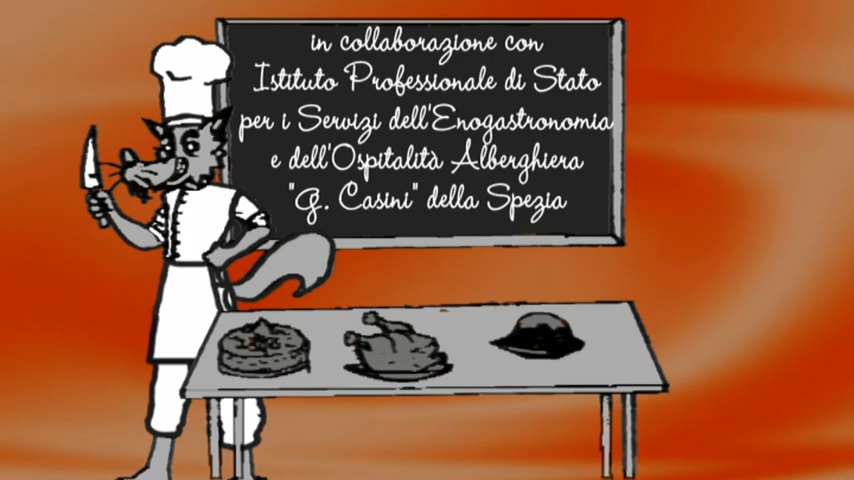 in collaborazione con
Istituto Professionale di Stato
per i Servizi dell'Enogastronomia
e dell'Ospitalità Alberghiera
"G. Casini" della Spezia